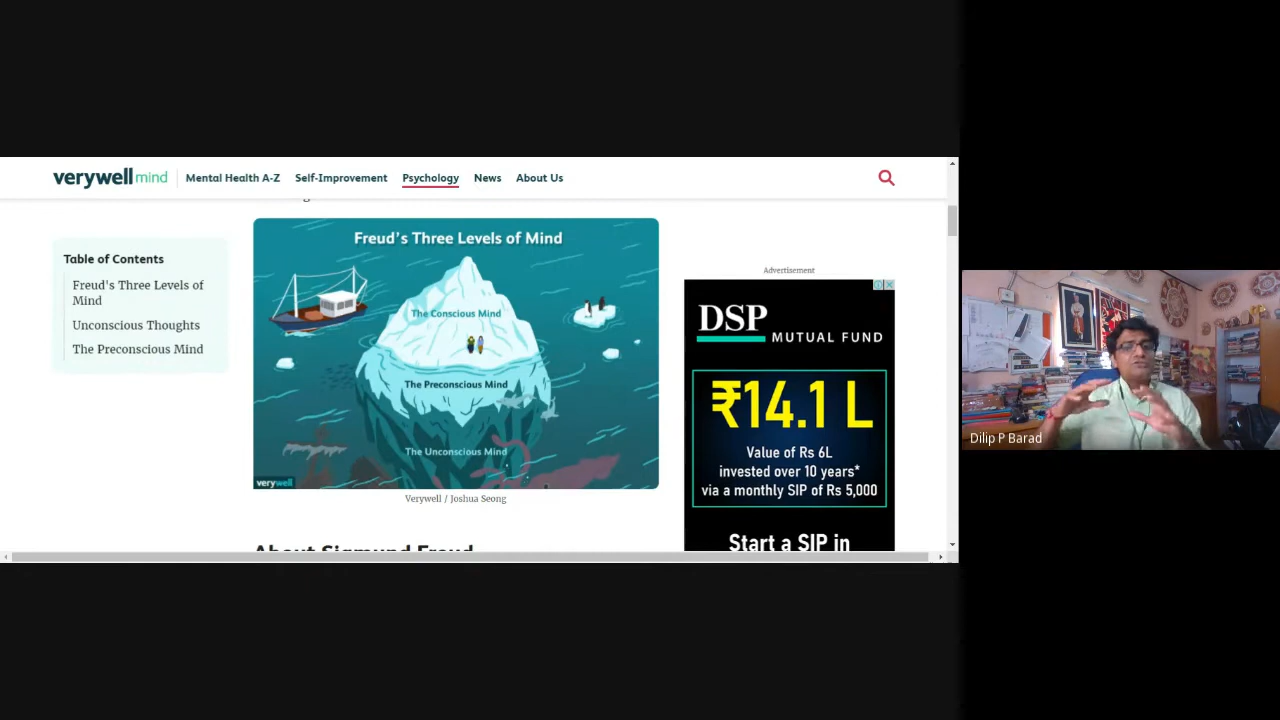 verywell mind
Mental Health A-Z
Self-Improvement
Psychology
News
About Us
Table of Contents
Freud's Three Levels of
Mind
Unconscious Thoughts
The Preconscious Mind
Freud's Three Levels of Mind
The Conscious Mind
The Preconscious Mind
The Unconscious Mind
verywell
Verywell / Joshua Seong
About Sigmund Freud
Advertisement
DSP
MUTUAL FUND
₹14.1 L
Value of Rs 6L
invested over 10 years*
via a monthly SIP of Rs 5,000
Start a SIP in
Dilip P Barad